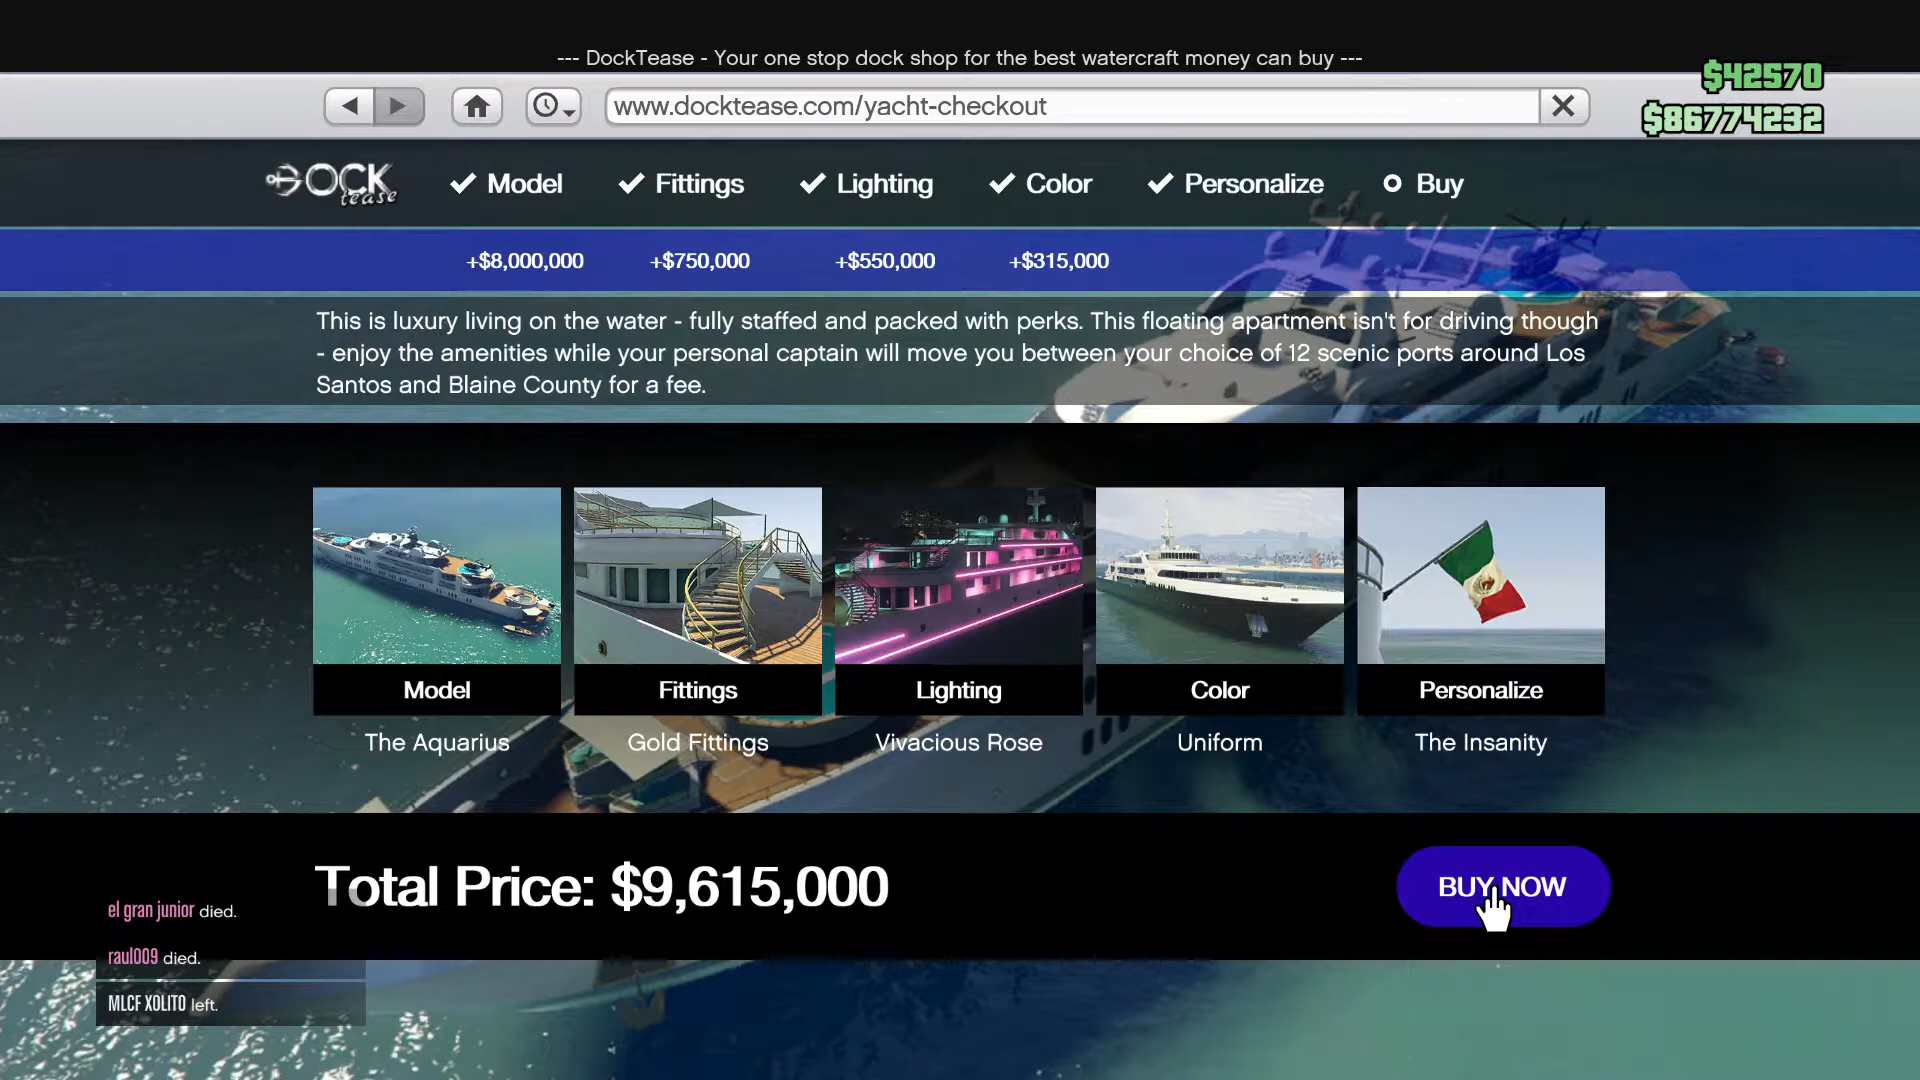 --- DockTease - Your one stop dock shop for the best watercraft money can buy ---
$42570
www.docktease.com/yacht-checkout
$86774232
DOCK tease
Model
Fittings
Lighting
Color
Personalize
Buy
+$8,000,000
+$750,000
+$550,000
+$315,000
This is luxury living on the water - fully staffed and packed with perks. This floating apartment isn't for driving though
- enjoy the amenities while your personal captain will move you between your choice of 12 scenic ports around Los
Santos and Blaine County for a fee.
Model
Fittings
Lighting
Color
Personalize
The Aquarius
Gold Fittings
Vivacious Rose
Uniform
The Insanity
Total Price: $9,615,000
BUY NOW
el gran junior died.
raul009 died.
MLCF XOLITO left.